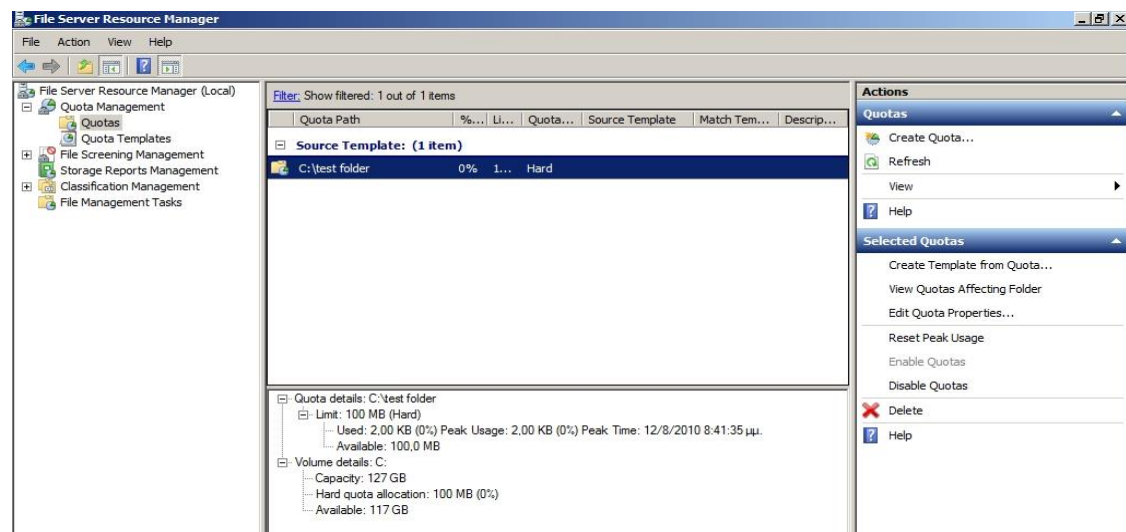 File Server Resource Manager
File Action View Help
File Server Resource Manager (Local)
Quota Management
Quotas
Quota Templates
File Screening Management
Storage Reports Management
Classification Management
File Management Tasks
Filter: Show filtered: 1 out of 1 items
Quota Path %... Li... Quota... Source Template Match Tem... Descrip...
Source Template: (1 item)
C:\test folder 0% 1... Hard
Quota details: C:\test folder
Limit: 100 MB (Hard)
Used: 2,00 KB (0%) Peak Usage: 2,00 KB (0%) Peak Time: 12/8/2010 8:41:35 μμ.
Available: 100,0 MB
Volume details: C:
Capacity: 127 GB
Hard quota allocation: 100 MB (0%)
Available: 117 GB
Actions
Quotas
Create Quota...
Refresh
View
Help
Selected Quotas
Create Template from Quota...
View Quotas Affecting Folder
Edit Quota Properties...
Reset Peak Usage
Enable Quotas
Disable Quotas
Delete
Help